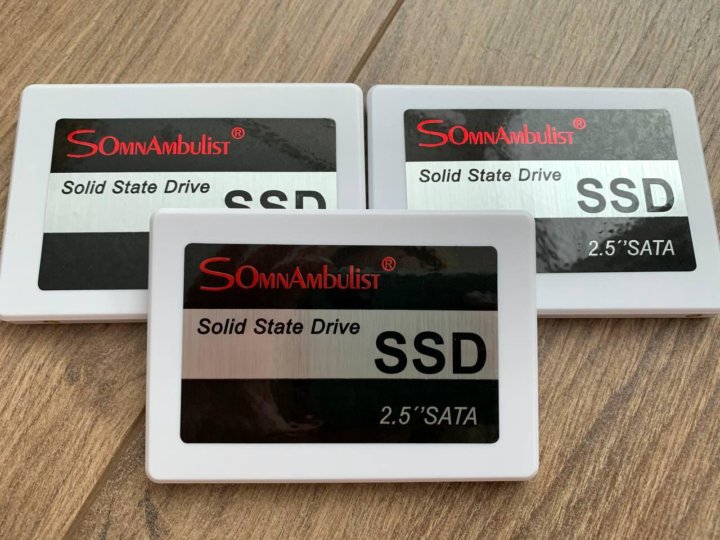 SOmnAmbulist®
Solid State Drive
SSD
SOmnAmbulist®
Solid State Drive
SSD
2.5´´SATA
SOmnAmbulist®
Solid State Drive
SSD
2.5´´SATA